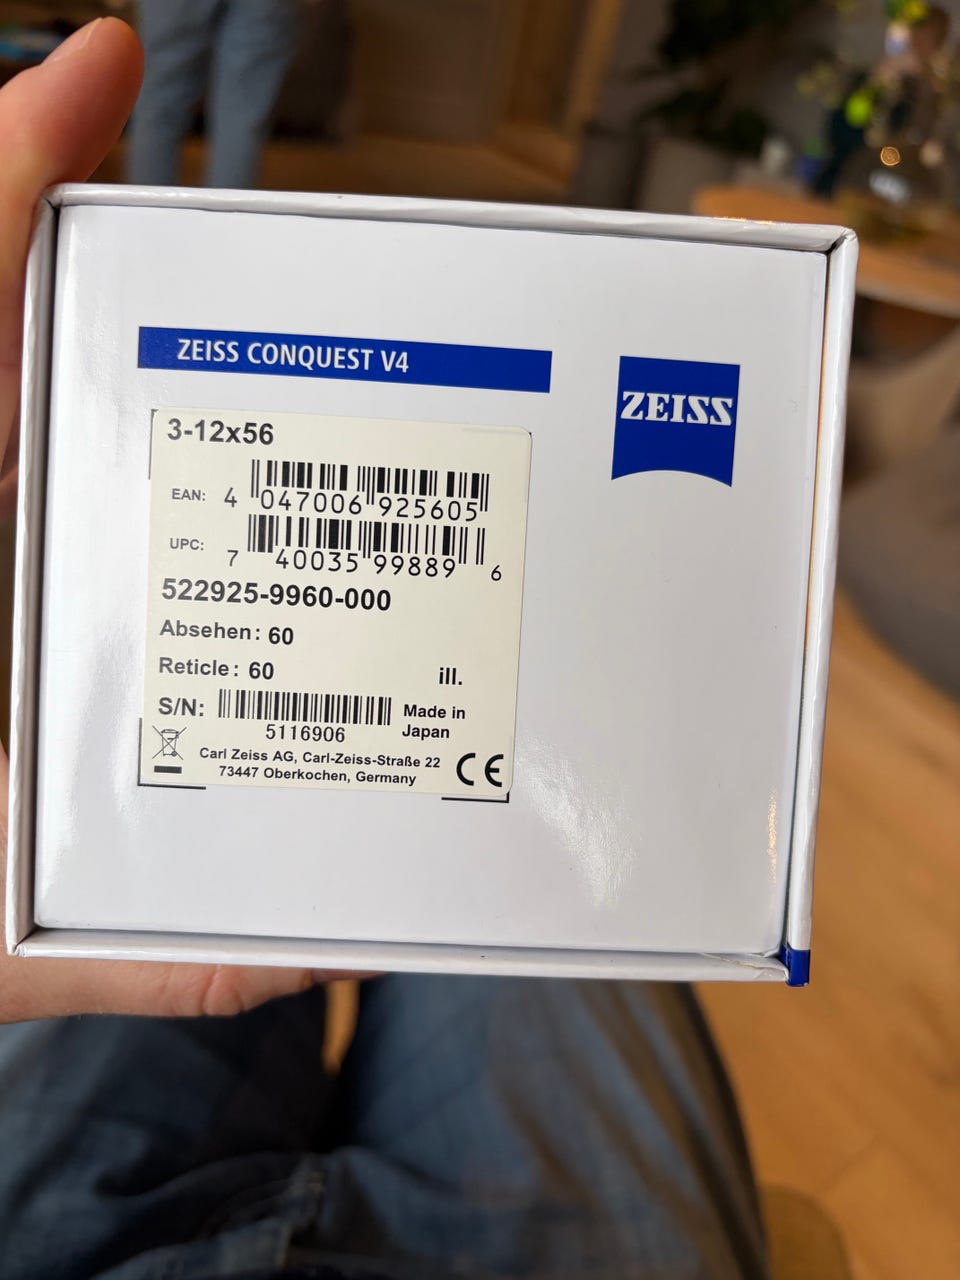 ZEISS CONQUEST V4
ZEISS
3-12x56
EAN: 4 047006 925605
UPC: 7 40035 99889 6
522925-9960-000
Absehen: 60
Reticle: 60 ill.
S/N: 5116906
Made in
Japan
Carl Zeiss AG, Carl-Zeiss-Straße 22
73447 Oberkochen, Germany
CE